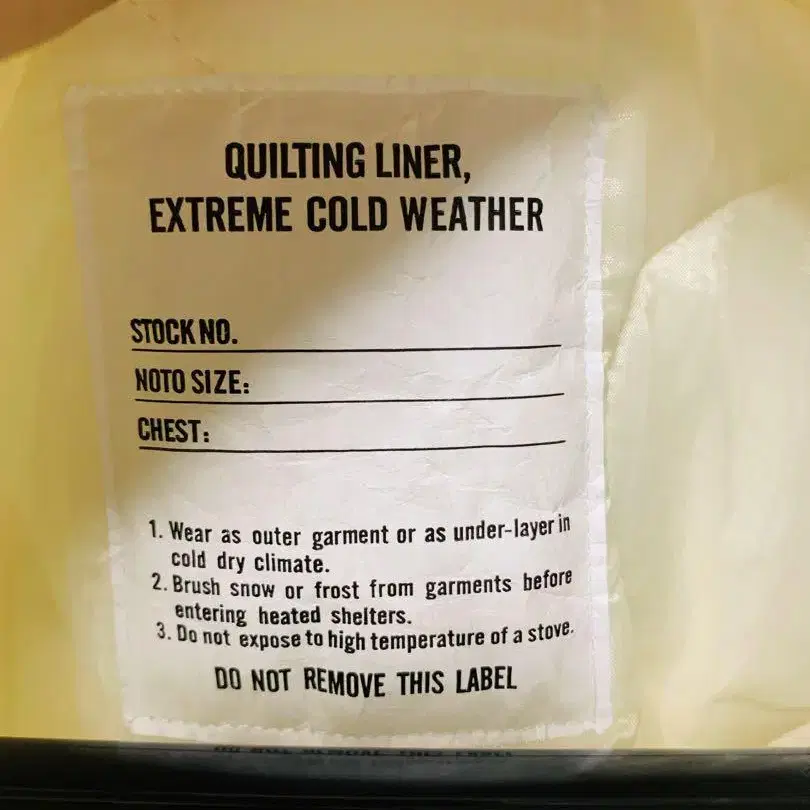 QUILTING LINER,
EXTREME COLD WEATHER
STOCK NO.
NOTO SIZE:
CHEST:
1. Wear as outer garment or as under-layer in
cold dry climate.
2. Brush snow or frost from garments before
entering heated shelters.
3. Do not expose to high temperature of a stove.
DO NOT REMOVE THIS LABEL